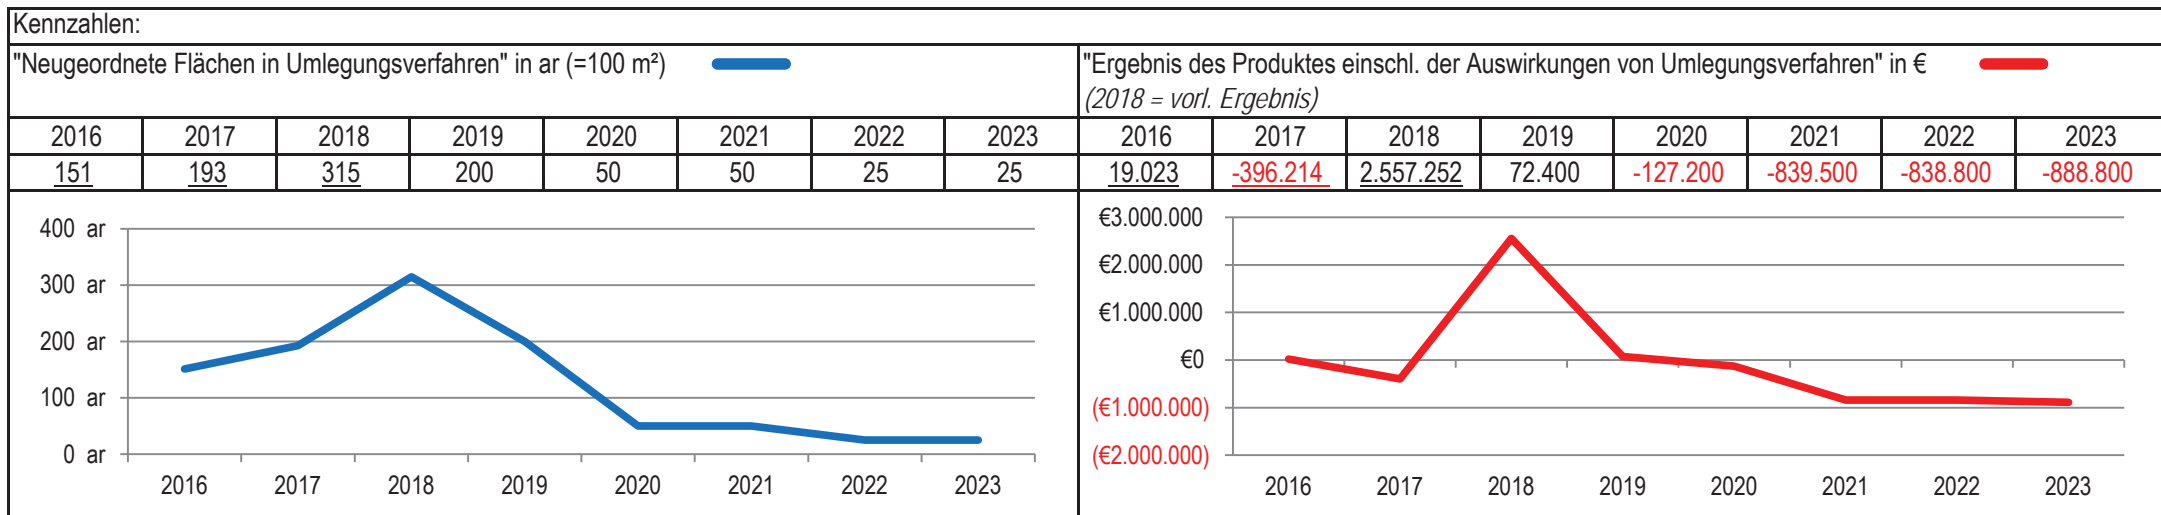 Kennzahlen:
"Neugeordnete Flächen in Umlegungsverfahren" in ar (=100 m²)
"Ergebnis des Produktes einschl. der Auswirkungen von Umlegungsverfahren" in €
(2018 = vorl. Ergebnis)
2016 2017 2018 2019 2020 2021 2022 2023
151 193 315 200 50 50 25 25
2016 2017 2018 2019 2020 2021 2022 2023
19.023 -396.214 2.557.252 72.400 -127.200 -839.500 -838.800 -888.800
400 ar
300 ar
200 ar
100 ar
0 ar
2016 2017 2018 2019 2020 2021 2022 2023
€3.000.000
€2.000.000
€1.000.000
€0
(€1.000.000)
(€2.000.000)
2016 2017 2018 2019 2020 2021 2022 2023